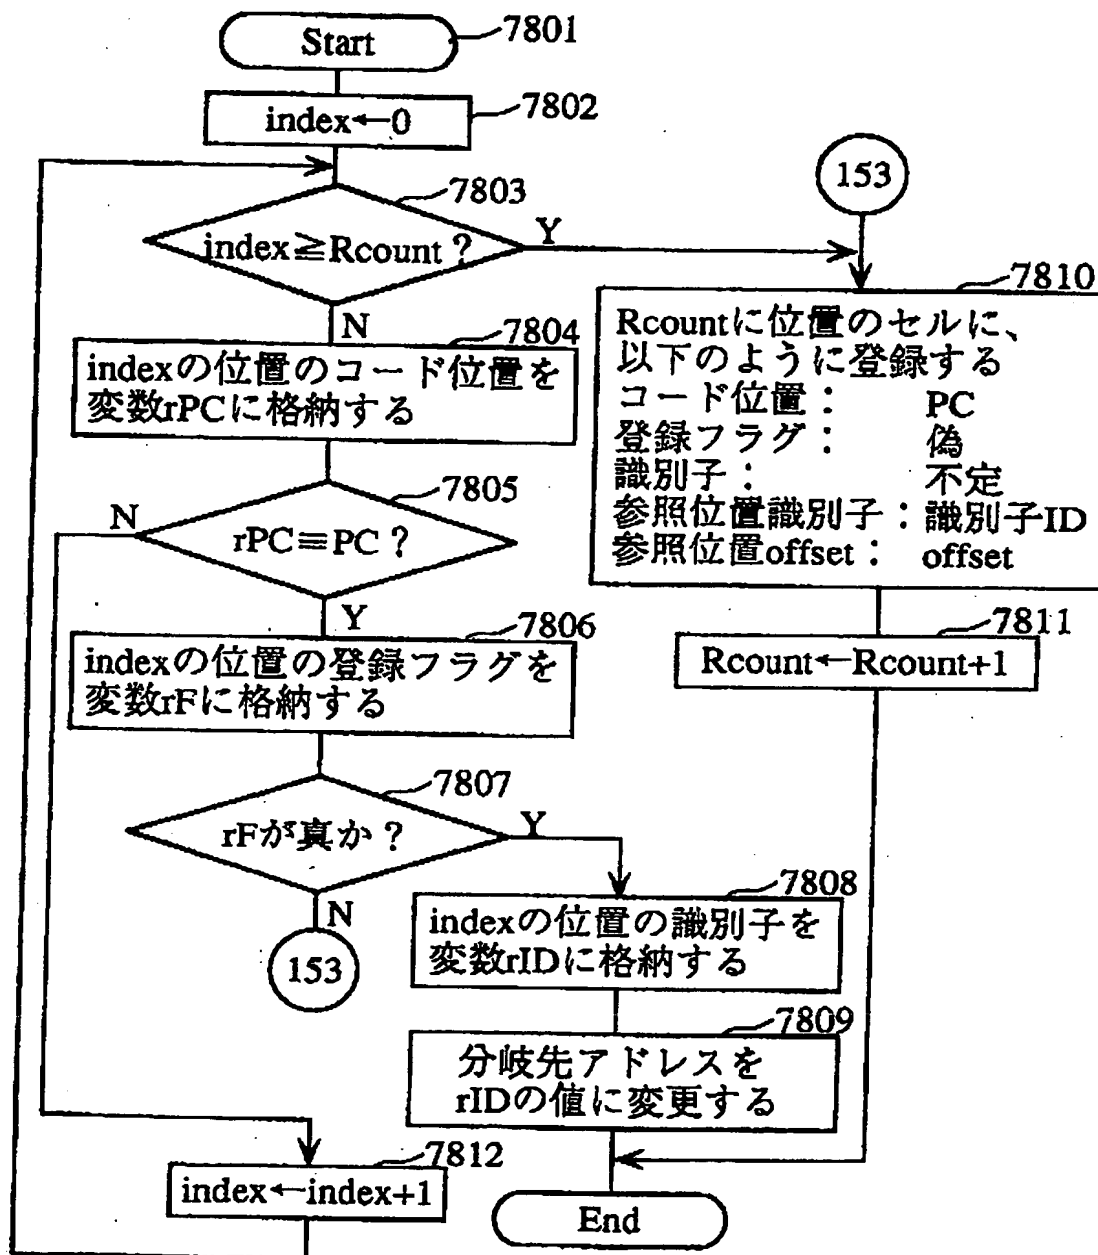 Start
7801
index←0
7802
7803
index≧Rcount?
Y
N
7804
indexの位置のコード位置を
変数rPCに格納する
7805
N
rPC≡PC?
Y
7806
indexの位置の登録フラグを
変数rFに格納する
7807
rFが真か?
Y
N
153
7808
indexの位置の識別子を
変数rIDに格納する
7809
分岐先アドレスを
rIDの値に変更する
7812
index←index+1
153
7810
Rcountに位置のセルに、
以下のように登録する
コード位置: PC
登録フラグ: 偽
識別子: 不定
参照位置識別子:識別子ID
参照位置offset: offset
7811
Rcount←Rcount+1
End